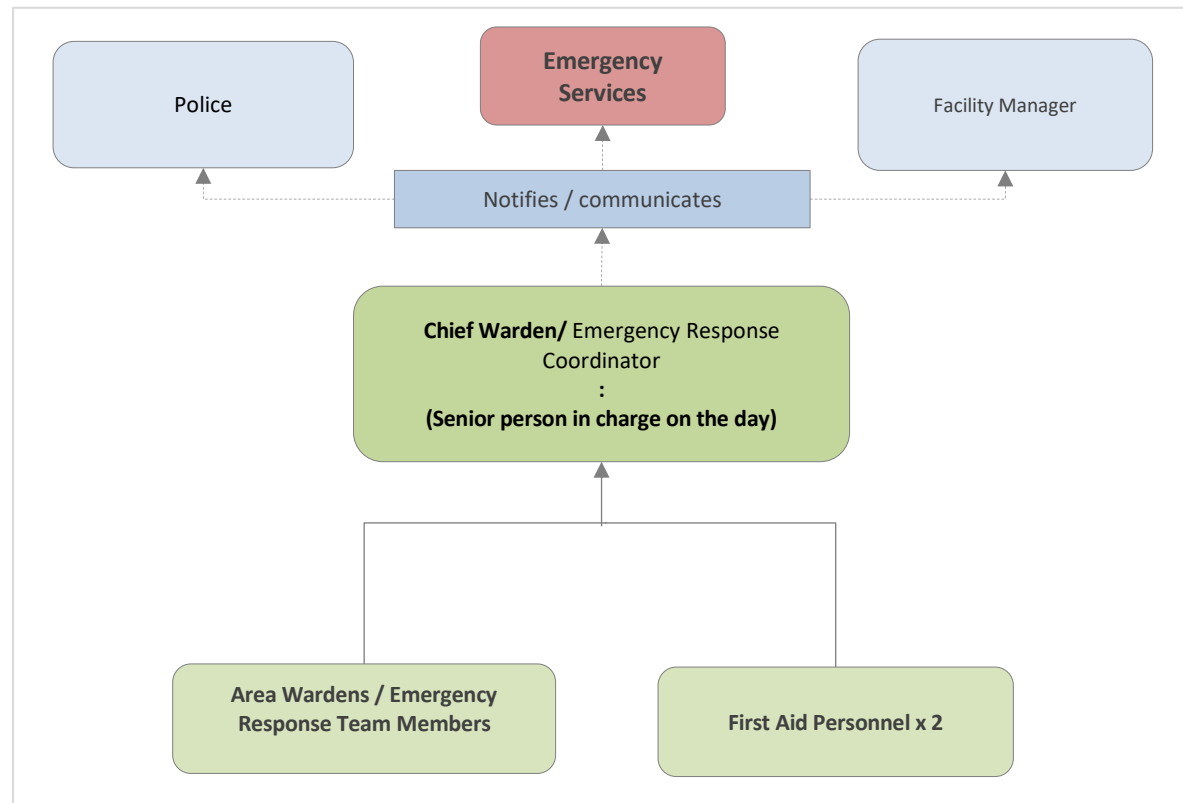 Emergency
Services
Police
Facility Manager
Notifies / communicates
Chief Warden/ Emergency Response
Coordinator
:
(Senior person in charge on the day)
Area Wardens / Emergency
Response Team Members
First Aid Personnel x 2